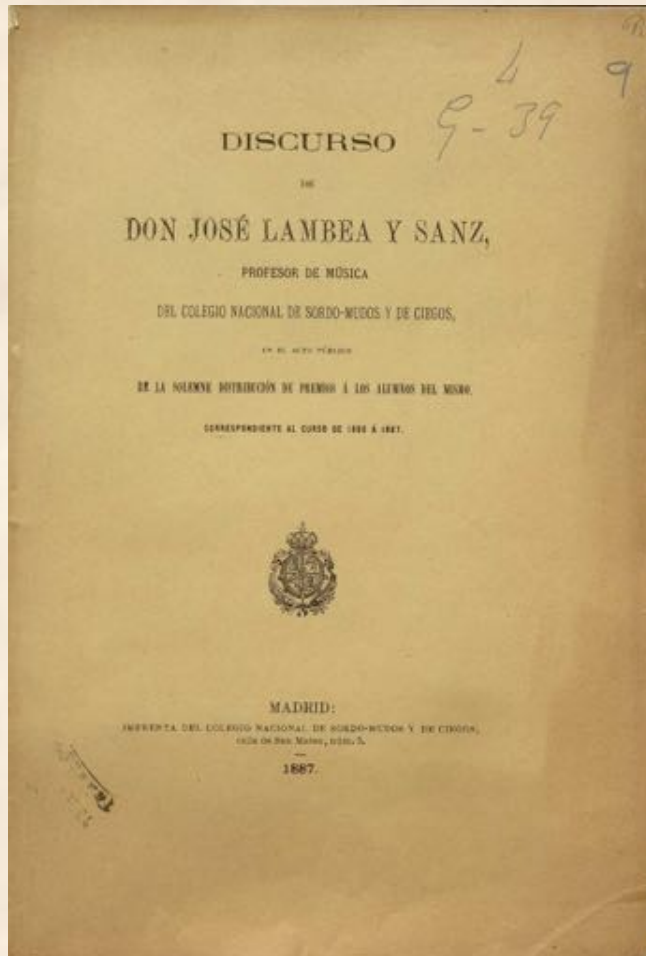 4
9
G - 39
DISCURSO
DE
DON JOSÉ LAMBEA Y SANZ,
PROFESOR DE MÚSICA
DEL COLEGIO NACIONAL DE SORDO-MUDOS Y DE CIEGOS,
EN EL ACTO PÚBLICO
DE LA SOLEMNE DISTRIBUCIÓN DE PREMIOS Á LOS ALUMNOS DEL MISMO,
CORRESPONDIENTE AL CURSO DE 1886 Á 1887.
MADRID:
IMPRENTA DEL COLEGIO NACIONAL DE SORDO-MUDOS Y DE CIEGOS,
calle de San Mateo, núm. 5.
1887.